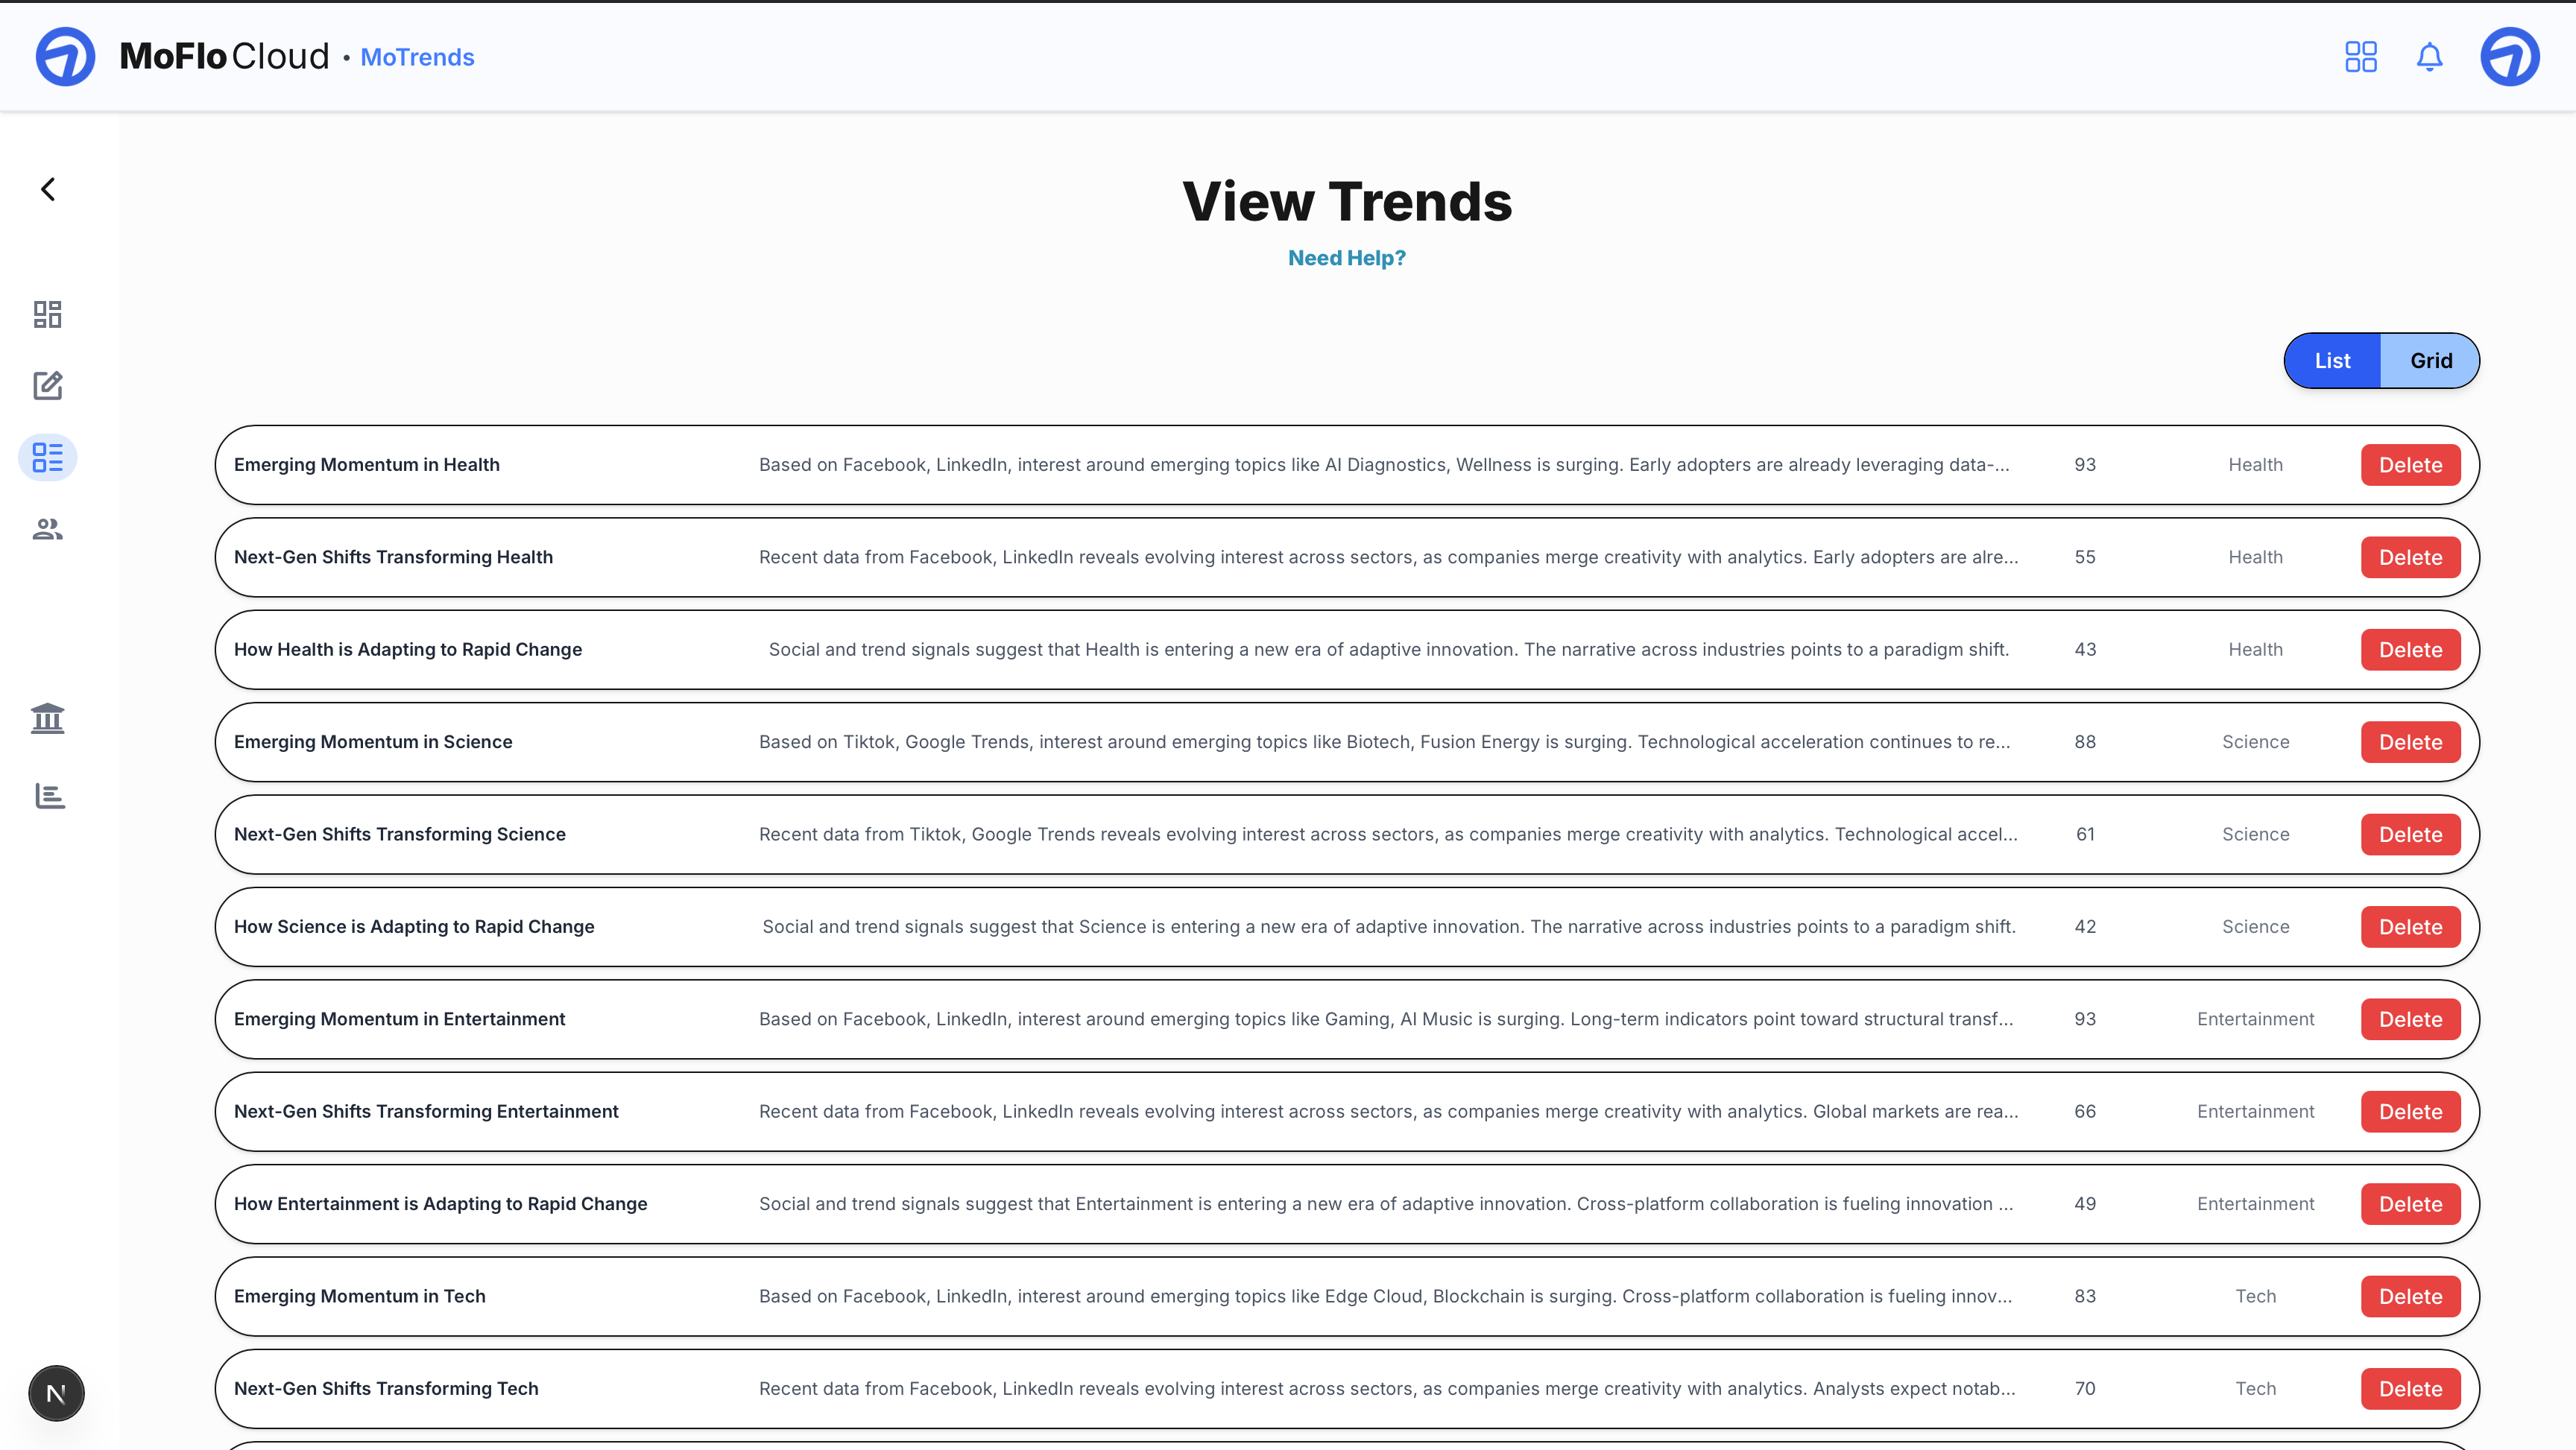 MoFlo Cloud • MoTrends
View Trends
Need Help?
List Grid
Emerging Momentum in Health Based on Facebook, LinkedIn, interest around emerging topics like AI Diagnostics, Wellness is surging. Early adopters are already leveraging data-... 93 Health Delete
Next-Gen Shifts Transforming Health Recent data from Facebook, LinkedIn reveals evolving interest across sectors, as companies merge creativity with analytics. Early adopters are alre... 55 Health Delete
How Health is Adapting to Rapid Change Social and trend signals suggest that Health is entering a new era of adaptive innovation. The narrative across industries points to a paradigm shift. 43 Health Delete
Emerging Momentum in Science Based on Tiktok, Google Trends, interest around emerging topics like Biotech, Fusion Energy is surging. Technological acceleration continues to re... 88 Science Delete
Next-Gen Shifts Transforming Science Recent data from Tiktok, Google Trends reveals evolving interest across sectors, as companies merge creativity with analytics. Technological accel... 61 Science Delete
How Science is Adapting to Rapid Change Social and trend signals suggest that Science is entering a new era of adaptive innovation. The narrative across industries points to a paradigm shift. 42 Science Delete
Emerging Momentum in Entertainment Based on Facebook, LinkedIn, interest around emerging topics like Gaming, AI Music is surging. Long-term indicators point toward structural transf... 93 Entertainment Delete
Next-Gen Shifts Transforming Entertainment Recent data from Facebook, LinkedIn reveals evolving interest across sectors, as companies merge creativity with analytics. Global markets are rea... 66 Entertainment Delete
How Entertainment is Adapting to Rapid Change Social and trend signals suggest that Entertainment is entering a new era of adaptive innovation. Cross-platform collaboration is fueling innovation ... 49 Entertainment Delete
Emerging Momentum in Tech Based on Facebook, LinkedIn, interest around emerging topics like Edge Cloud, Blockchain is surging. Cross-platform collaboration is fueling innov... 83 Tech Delete
Next-Gen Shifts Transforming Tech Recent data from Facebook, LinkedIn reveals evolving interest across sectors, as companies merge creativity with analytics. Analysts expect notab... 70 Tech Delete
N